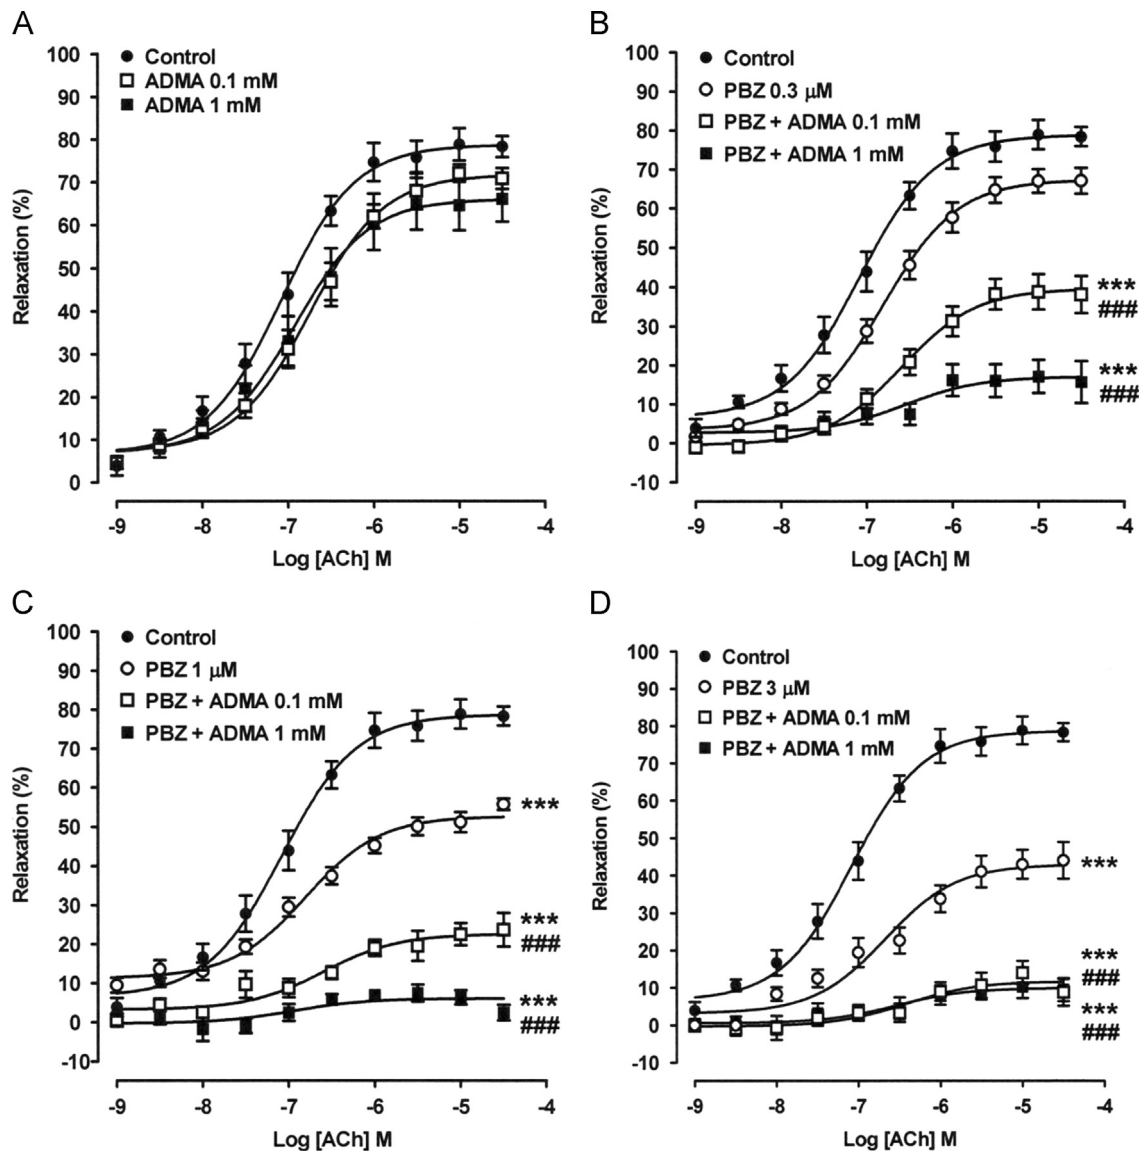 A
Control
ADMA 0.1 mM
ADMA 1 mM
100
90
80
70
60
50
40
30
20
10
0
Relaxation (%)
-9 -8 -7 -6 -5 -4
Log [ACh] M
B
Control
PBZ 0.3 µM
PBZ + ADMA 0.1 mM
PBZ + ADMA 1 mM
100
90
80
70
60
50
40
30
20
10
0
-10
Relaxation (%)
***
###
***
###
-9 -8 -7 -6 -5 -4
Log [ACh] M
C
Control
PBZ 1 µM
PBZ + ADMA 0.1 mM
PBZ + ADMA 1 mM
100
90
80
70
60
50
40
30
20
10
0
-10
Relaxation (%)
***
***
###
***
###
-9 -8 -7 -6 -5 -4
Log [ACh] M
D
Control
PBZ 3 µM
PBZ + ADMA 0.1 mM
PBZ + ADMA 1 mM
100
90
80
70
60
50
40
30
20
10
0
-10
Relaxation (%)
***
***
###
***
###
-9 -8 -7 -6 -5 -4
Log [ACh] M